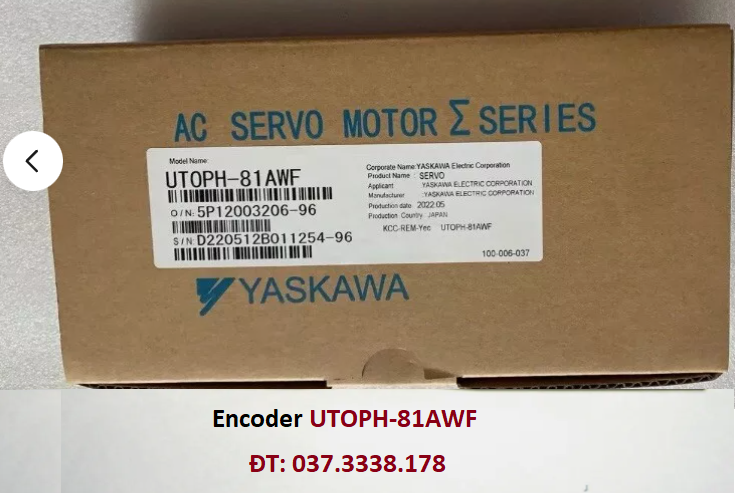 AC SERVO MOTOR Σ SERIES
Model Name:
UTOPH-81AWF
O/N: 5P12003206-96
S/N: D220512B011254-96
Corporate Name: YASKAWA Electric Corporation
Product Name : SERVO
Applicant YASKAWA ELECTRIC CORPORATION
Manufacturer YASKAWA ELECTRIC CORPORATION
Production date: 2022.05
Production Country: JAPAN
KCC-REM-Yec UTOPH-81AWF
100-006-037
YASKAWA
Encoder UTOPH-81AWF
ĐT: 037.3338.178